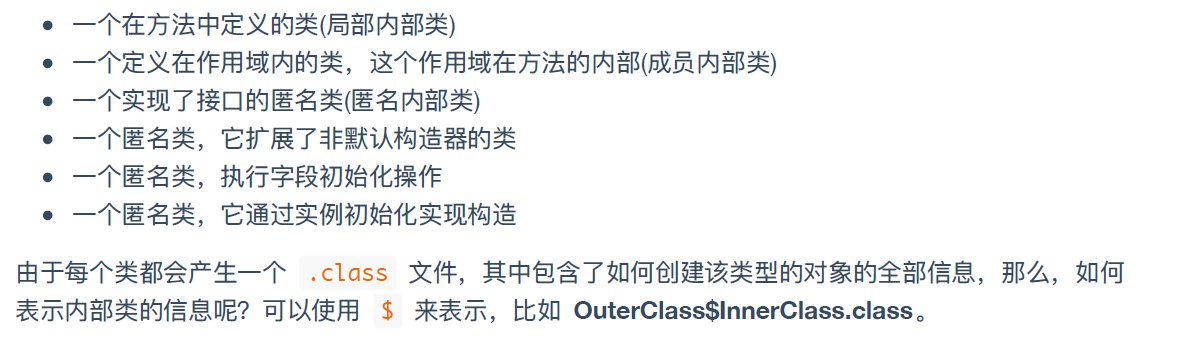 一个在方法中定义的类(局部内部类)
一个定义在作用域内的类，这个作用域在方法的内部(成员内部类)
一个实现了接口的匿名类(匿名内部类)
一个匿名类，它扩展了非默认构造器的类
一个匿名类，执行字段初始化操作
一个匿名类，它通过实例初始化实现构造
由于每个类都会产生一个 .class 文件，其中包含了如何创建该类型的对象的全部信息，那么，如何
表示内部类的信息呢？可以使用 $ 来表示，比如 OuterClass$InnerClass.class。